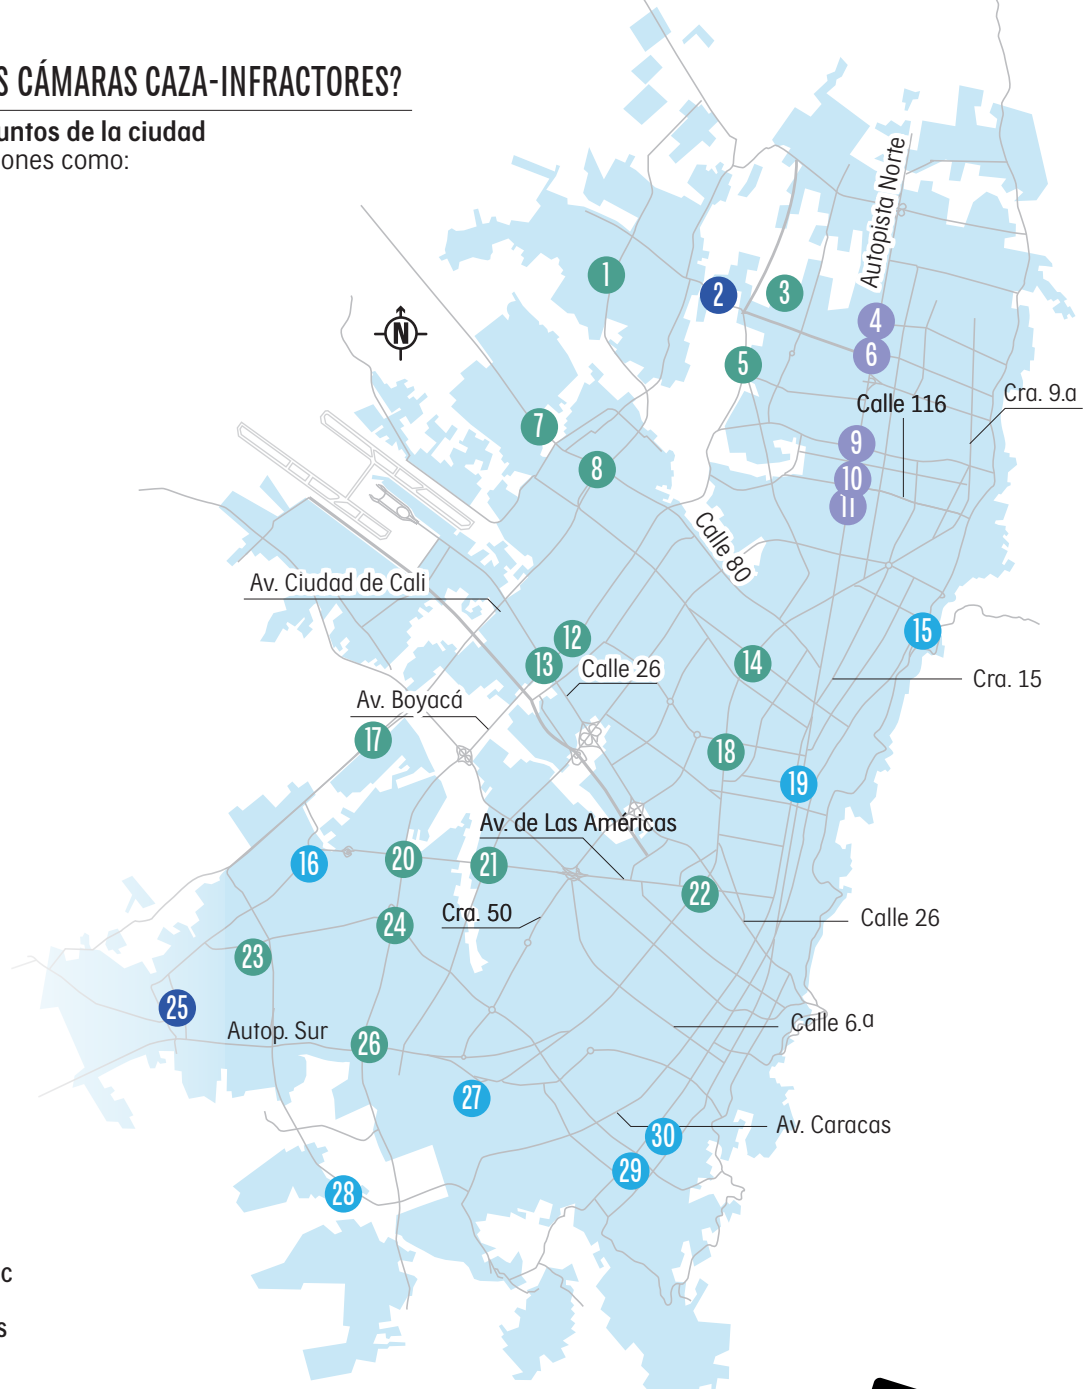 S CÁMARAS CAZA-INFRACTORES?
untos de la ciudad
iones como:
Autopista Norte
1
2
3
4
N
6
5
Cra. 9.a
Calle 116
7
9
8
10
11
Calle 80
Av. Ciudad de Cali
15
12
13
14
Calle 26
Cra. 15
Av. Boyacá
17
18
19
Av. de Las Américas
16
20
21
22
Cra. 50
Calle 26
24
23
25
Calle 6.a
Autop. Sur
26
27
Av. Caracas
30
29
28
c
s